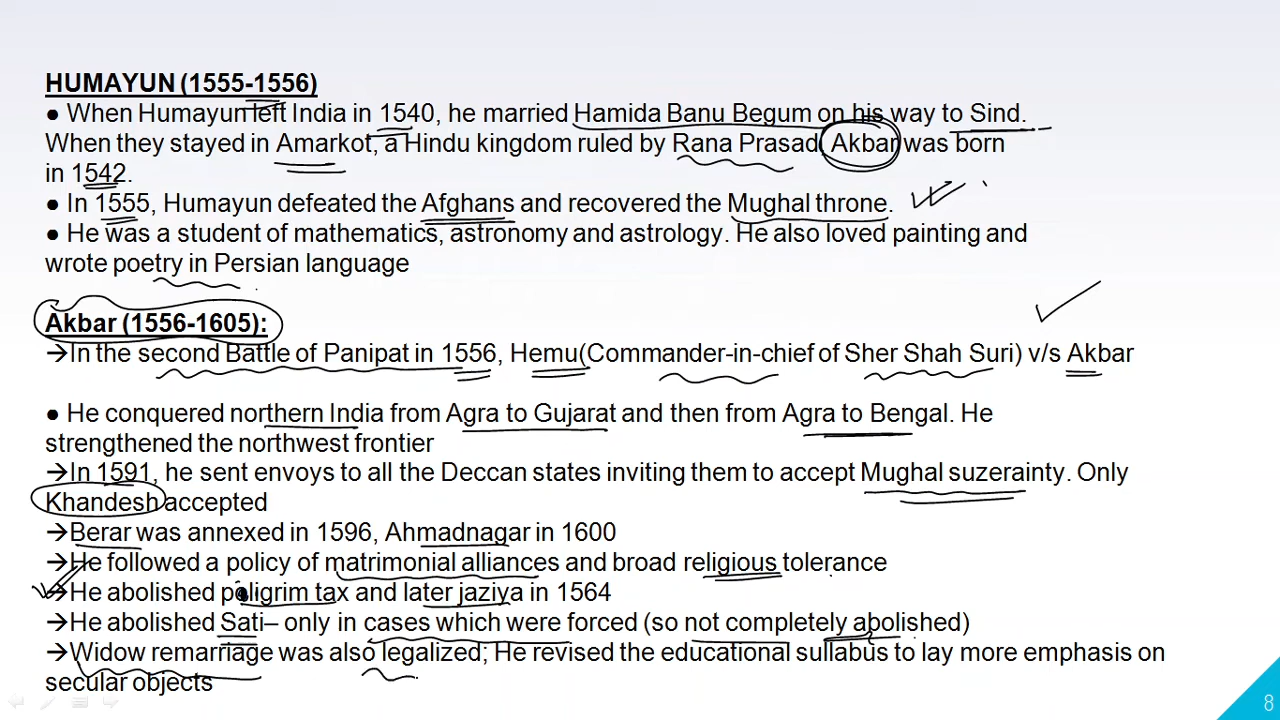 HUMAYUN (1555-1556)
● When Humayun left India in 1540, he married Hamida Banu Begum on his way to Sind.
When they stayed in Amarkot, a Hindu kingdom ruled by Rana Prasad, Akbar was born
in 1542.
● In 1555, Humayun defeated the Afghans and recovered the Mughal throne.
● He was a student of mathematics, astronomy and astrology. He also loved painting and
wrote poetry in Persian language
Akbar (1556-1605):
→In the second Battle of Panipat in 1556, Hemu(Commander-in-chief of Sher Shah Suri) v/s Akbar
● He conquered northern India from Agra to Gujarat and then from Agra to Bengal. He
strengthened the northwest frontier
→In 1591, he sent envoys to all the Deccan states inviting them to accept Mughal suzerainty. Only
Khandesh accepted
→Berar was annexed in 1596, Ahmadnagar in 1600
→He followed a policy of matrimonial alliances and broad religious tolerance
→He abolished poligrim tax and later jaziya in 1564
→He abolished Sati– only in cases which were forced (so not completely abolished)
→Widow remarriage was also legalized; He revised the educational sullabus to lay more emphasis on
secular objects
8